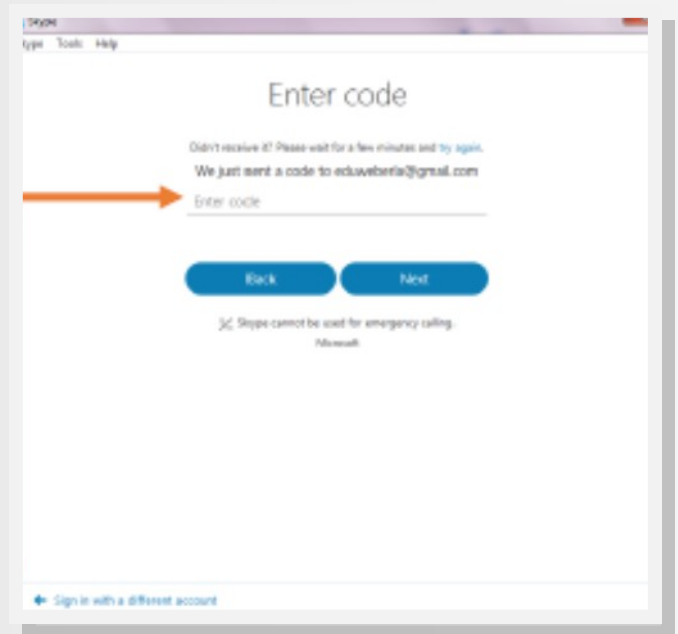 Skype
Tools Help
Enter code
Didn't receive it? Please wait for a few minutes and try again.
We just sent a code to eduweberla@gmail.com
Enter code
Back Next
Skype cannot be used for emergency calling.
Microsoft
Sign in with a different account